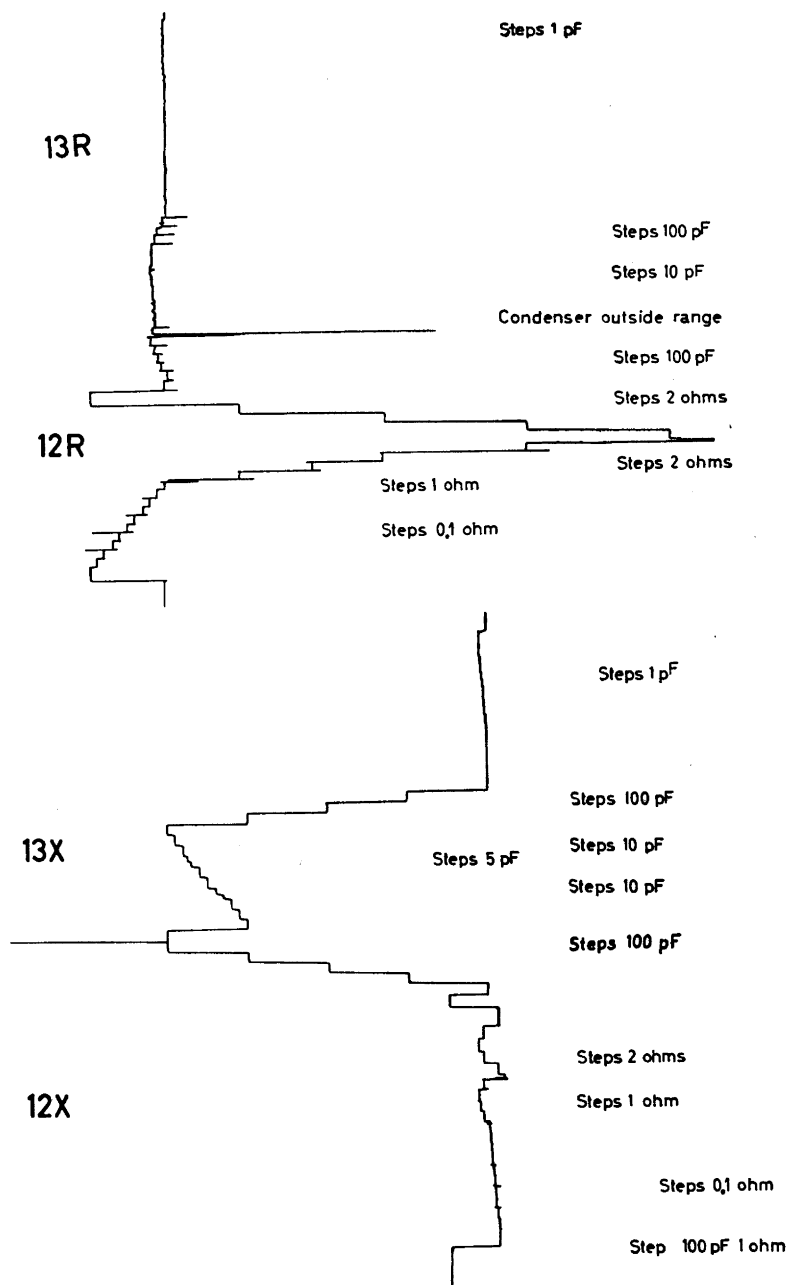 Steps 1 pF
13R
Steps 100 pF
Steps 10 pF
Condenser outside range
Steps 100 pF
Steps 2 ohms
12R
Steps 2 ohms
Steps 1 ohm
Steps 0,1 ohm
Steps 1 pF
Steps 100 pF
13X
Steps 10 pF
Steps 5 pF
Steps 10 pF
Steps 100 pF
Steps 2 ohms
12X
Steps 1 ohm
Steps 0,1 ohm
Step 100 pF 1 ohm